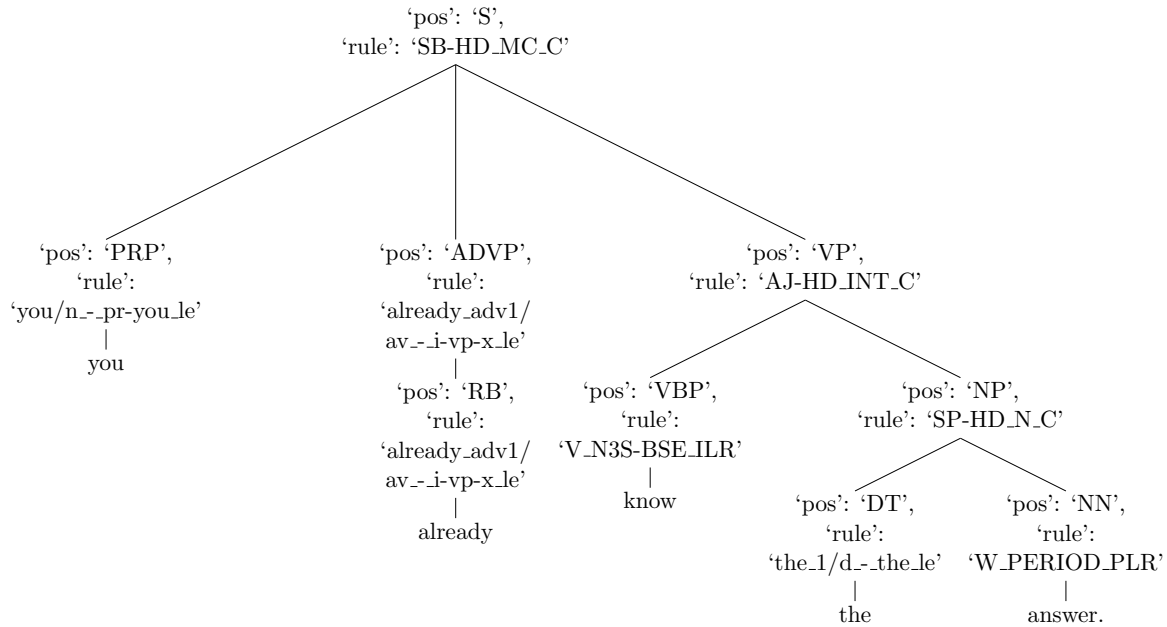 ‘pos’: ‘S’,
‘rule’: ‘SB-HD_MC_C’
‘pos’: ‘PRP’,
‘rule’:
‘you/n_-_pr-you_le’
you
‘pos’: ‘ADVP’,
‘rule’:
‘already_adv1/
av_-_i-vp-x_le’
‘pos’: ‘RB’,
‘rule’:
‘already_adv1/
av_-_i-vp-x_le’
already
‘pos’: ‘VP’,
‘rule’: ‘AJ-HD_INT_C’
‘pos’: ‘VBP’,
‘rule’:
‘V_N3S-BSE_ILR’
know
‘pos’: ‘NP’,
‘rule’: ‘SP-HD_N_C’
‘pos’: ‘DT’,
‘rule’:
‘the_1/d_-_the_le’
the
‘pos’: ‘NN’,
‘rule’:
‘W_PERIOD_PLR’
answer.